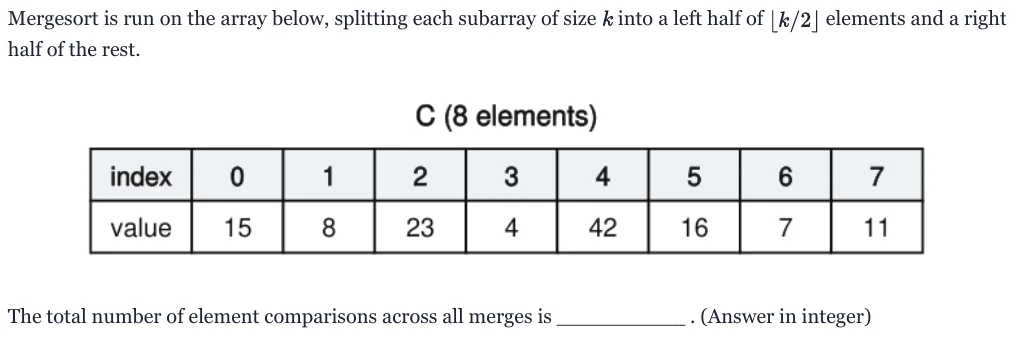 Mergesort is run on the array below, splitting each subarray of size k into a left half of ⌊k/2⌋ elements and a right
half of the rest.
C (8 elements)
index 0 1 2 3 4 5 6 7
value 15 8 23 4 42 16 7 11
The total number of element comparisons across all merges is ____________ . (Answer in integer)